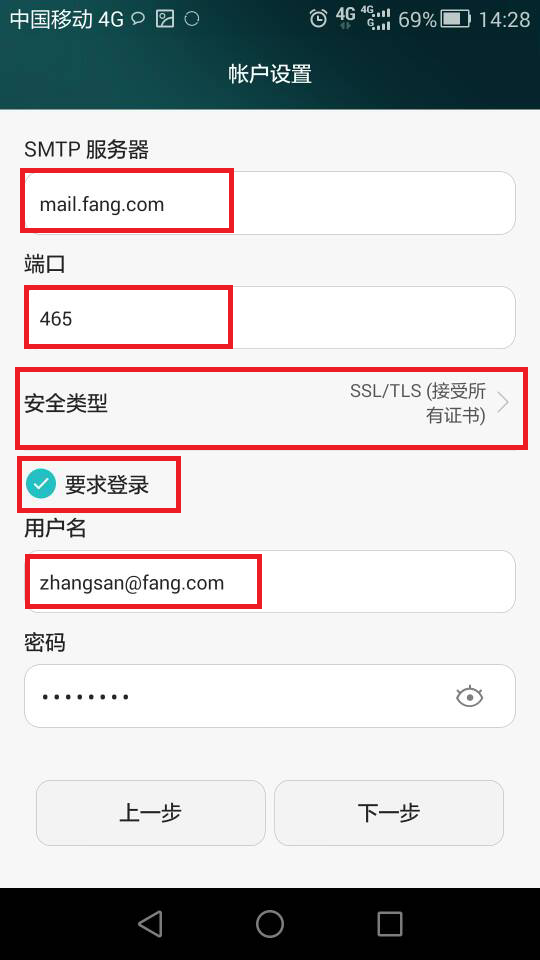 中国移动 4G 4G 4G G 69% 14:28
帐户设置
SMTP 服务器
mail.fang.com
端口
465
安全类型
SSL/TLS (接受所
有证书)
要求登录
用户名
zhangsan@fang.com
密码
••••••••
上一步
下一步